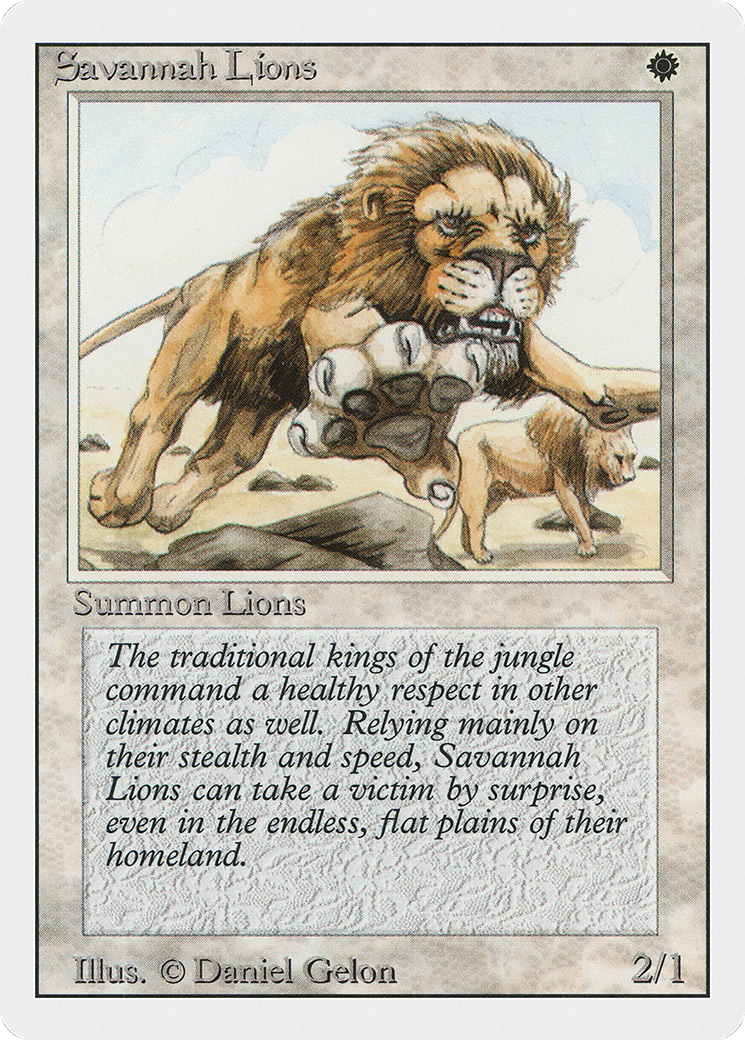 Savannah Lions
Summon Lions
The traditional kings of the jungle
command a healthy respect in other
climates as well. Relying mainly on
their stealth and speed, Savannah
Lions can take a victim by surprise,
even in the endless, flat plains of their
homeland.
Illus. © Daniel Gelon
2/1